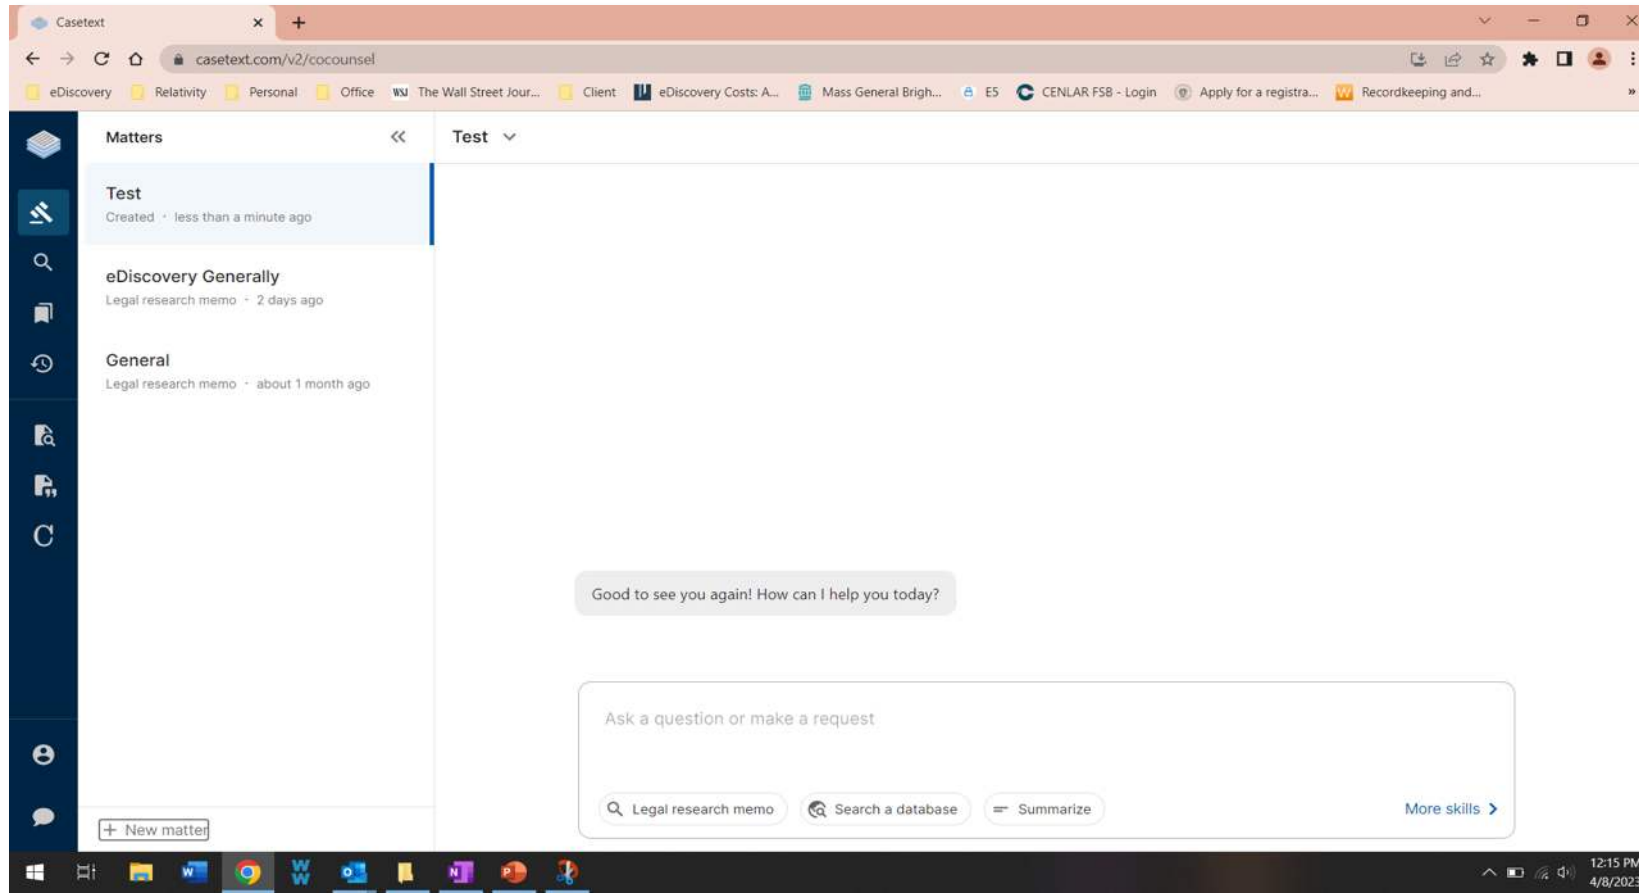 Casetext
casetext.com/v2/cocounsel
eDiscovery Relativity Personal Office WSJ The Wall Street Jour... Client eDiscovery Costs: A... Mass General Brigh... E5 CENLAR FSB - Login Apply for a registra... Recordkeeping and... »
Matters
Test
Test
Created · less than a minute ago
eDiscovery Generally
Legal research memo · 2 days ago
General
Legal research memo · about 1 month ago
C
Good to see you again! How can I help you today?
Ask a question or make a request
Legal research memo Search a database Summarize More skills
+ New matter
12:15 PM
4/8/2023